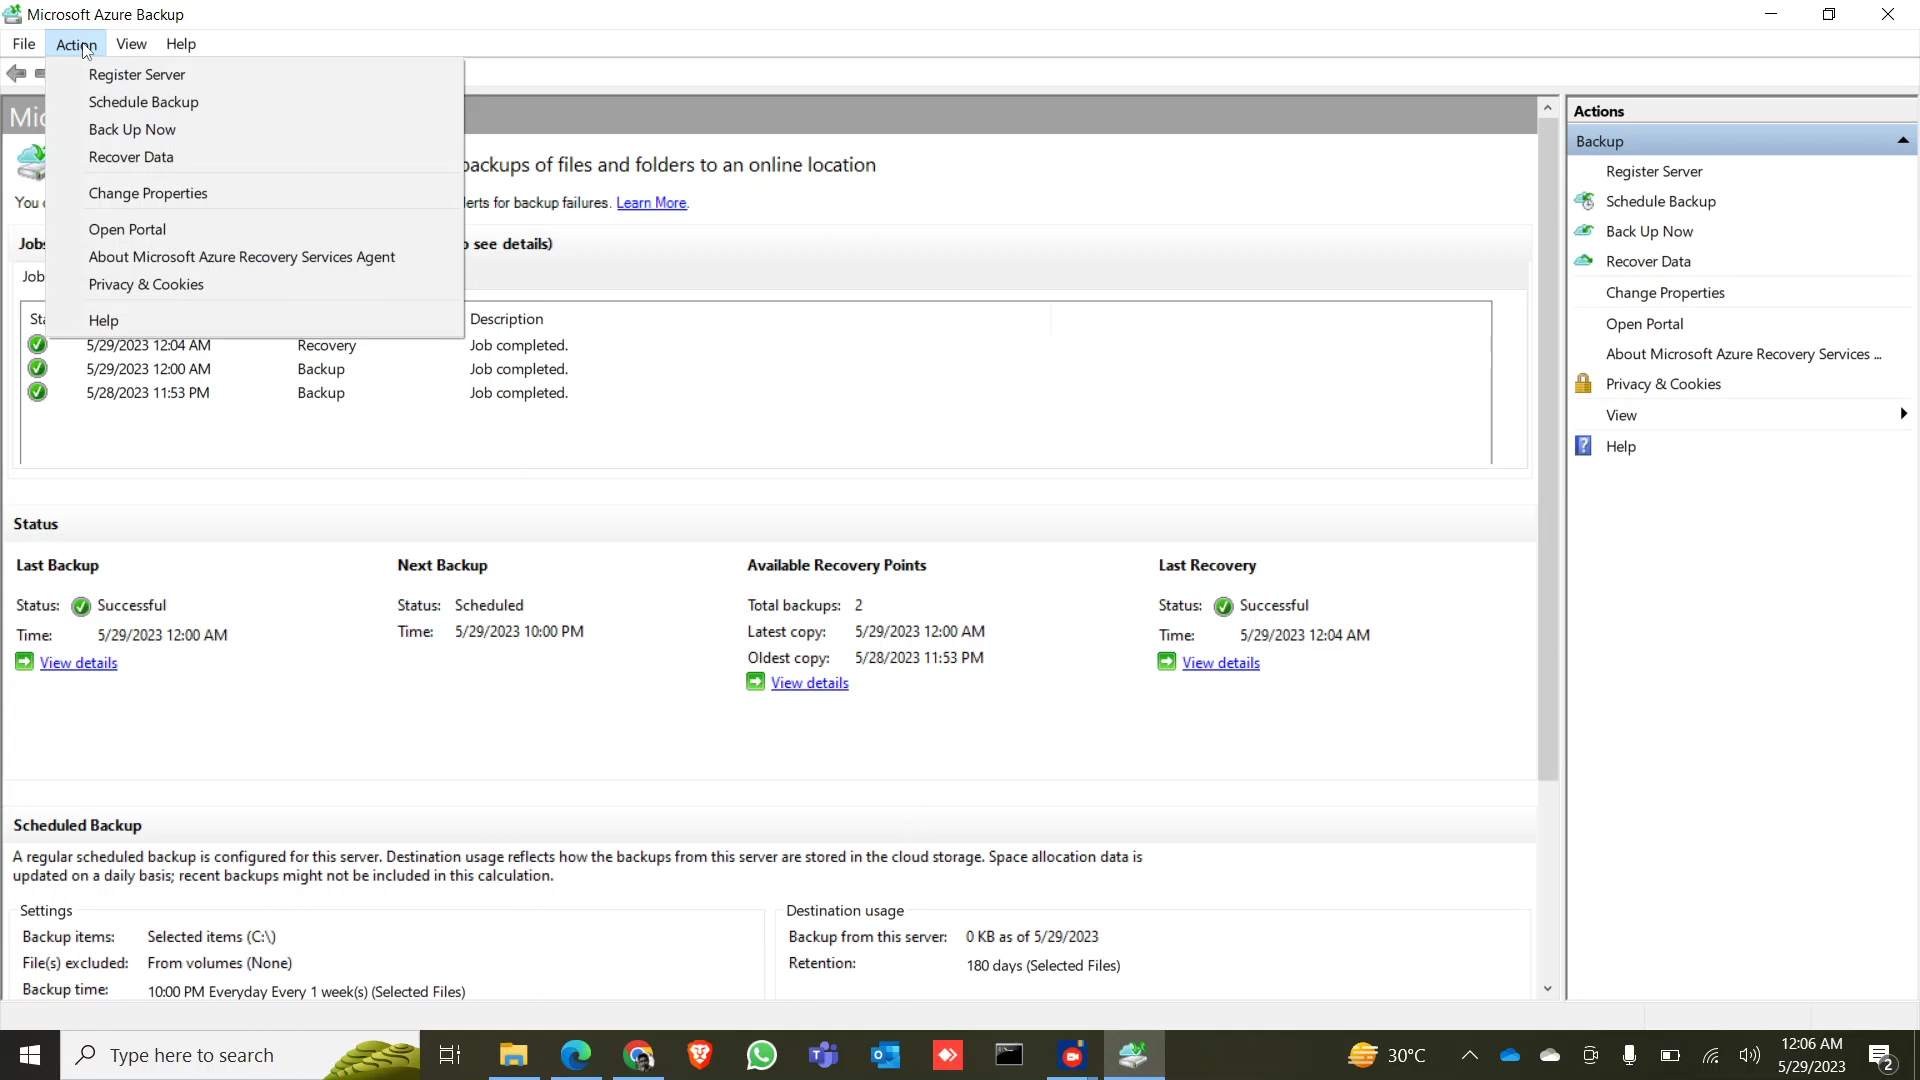 Microsoft Azure Backup
File Action View Help
Register Server
Schedule Backup
Back Up Now
Recover Data
Change Properties
Open Portal
About Microsoft Azure Recovery Services Agent
Privacy & Cookies
Help
Mic
backups of files and folders to an online location
You
lerts for backup failures. Learn More.
Jobs
o see details)
Job
Sta
Description
5/29/2023 12:04 AM Recovery Job completed.
5/29/2023 12:00 AM Backup Job completed.
5/28/2023 11:53 PM Backup Job completed.
Status
Last Backup
Status: Successful
Time: 5/29/2023 12:00 AM
View details
Next Backup
Status: Scheduled
Time: 5/29/2023 10:00 PM
Available Recovery Points
Total backups: 2
Latest copy: 5/29/2023 12:00 AM
Oldest copy: 5/28/2023 11:53 PM
View details
Last Recovery
Status: Successful
Time: 5/29/2023 12:04 AM
View details
Scheduled Backup
A regular scheduled backup is configured for this server. Destination usage reflects how the backups from this server are stored in the cloud storage. Space allocation data is
updated on a daily basis; recent backups might not be included in this calculation.
Settings
Backup items: Selected items (C:\)
File(s) excluded: From volumes (None)
Backup time: 10:00 PM Everyday Every 1 week(s) (Selected Files)
Destination usage
Backup from this server: 0 KB as of 5/29/2023
Retention: 180 days (Selected Files)
Actions
Backup
Register Server
Schedule Backup
Back Up Now
Recover Data
Change Properties
Open Portal
About Microsoft Azure Recovery Services ...
Privacy & Cookies
View
Help
Type here to search
30°C
12:06 AM
5/29/2023
2